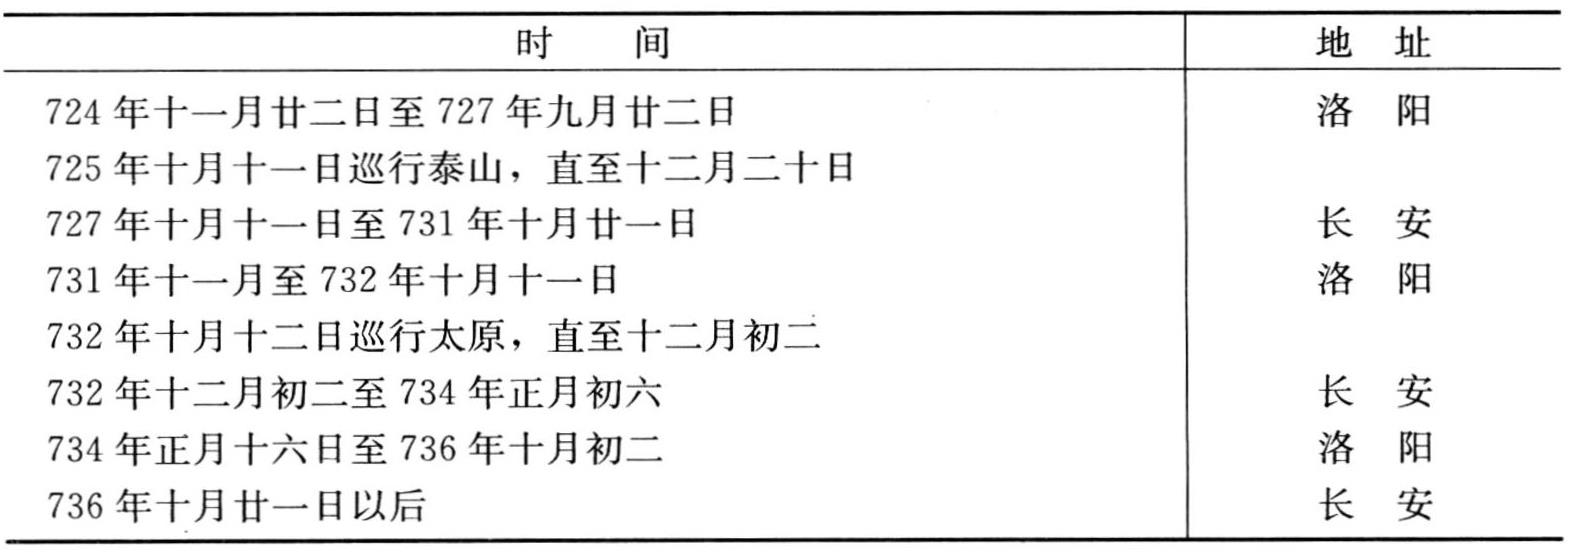 时 间 地 址
724 年十一月廿二日至 727 年九月廿二日 洛 阳
725 年十月十一日巡行泰山，直至十二月二十日
727 年十月十一日至 731 年十月廿一日 长 安
731 年十一月至 732 年十月十一日 洛 阳
732 年十月十二日巡行太原，直至十二月初二
732 年十二月初二至 734 年正月初六 长 安
734 年正月十六日至 736 年十月初二 洛 阳
736 年十月廿一日以后 长 安